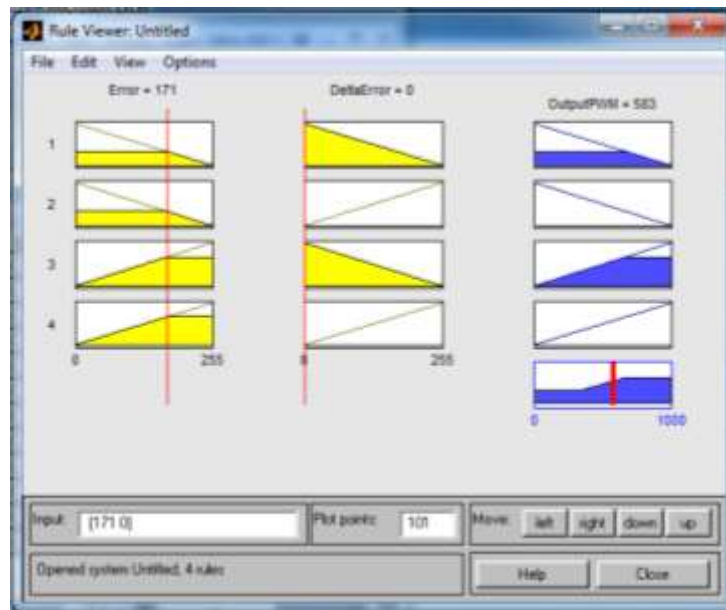 Rule Viewer: Untitled
File Edit View Options
Error = 171 DeltaError = 0 OutputPWM = 583
1
2
3
4
0 255 0 255
0 1000
Input: [171 0] Plot points: 101 Move: left right down up
Opened system Untitled, 4 rules Help Close